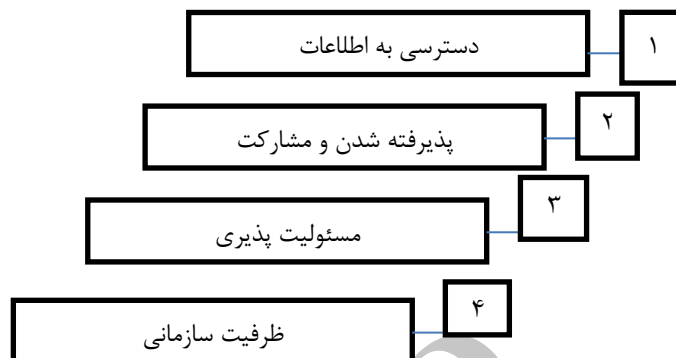 ۱ دسترسی به اطلاعات
۲ پذیرفته شدن و مشارکت
۳ مسئولیت پذیری
۴ ظرفیت سازمانی